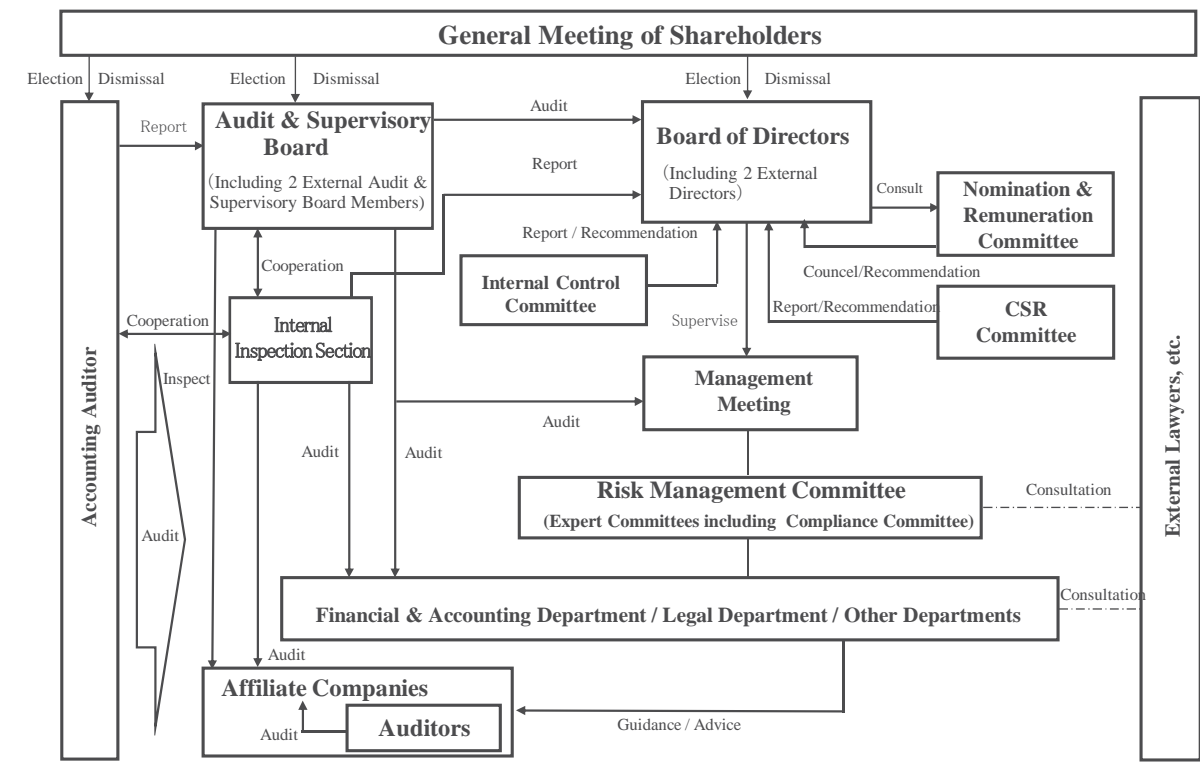 General Meeting of Shareholders
Election Dismissal
Election Dismissal
Election Dismissal
Audit & Supervisory
Board
(Including 2 External Audit &
Supervisory Board Members)
Report
Audit
Report
Board of Directors
(Including 2 External
Directors)
Consult
Nomination &
Remuneration
Committee
Report / Recommendation
Councel/Recommendation
Cooperation
Internal Control
Committee
Report/Recommendation
CSR
Committee
Supervise
Cooperation
Internal
Inspection Section
Accounting Auditor
External Lawyers, etc.
Inspect
Management
Meeting
Audit
Audit
Audit
Risk Management Committee
(Expert Committees including Compliance Committee)
Consultation
Audit
Financial & Accounting Department / Legal Department / Other Departments
Consultation
Audit
Affiliate Companies
Auditors
Audit
Guidance / Advice